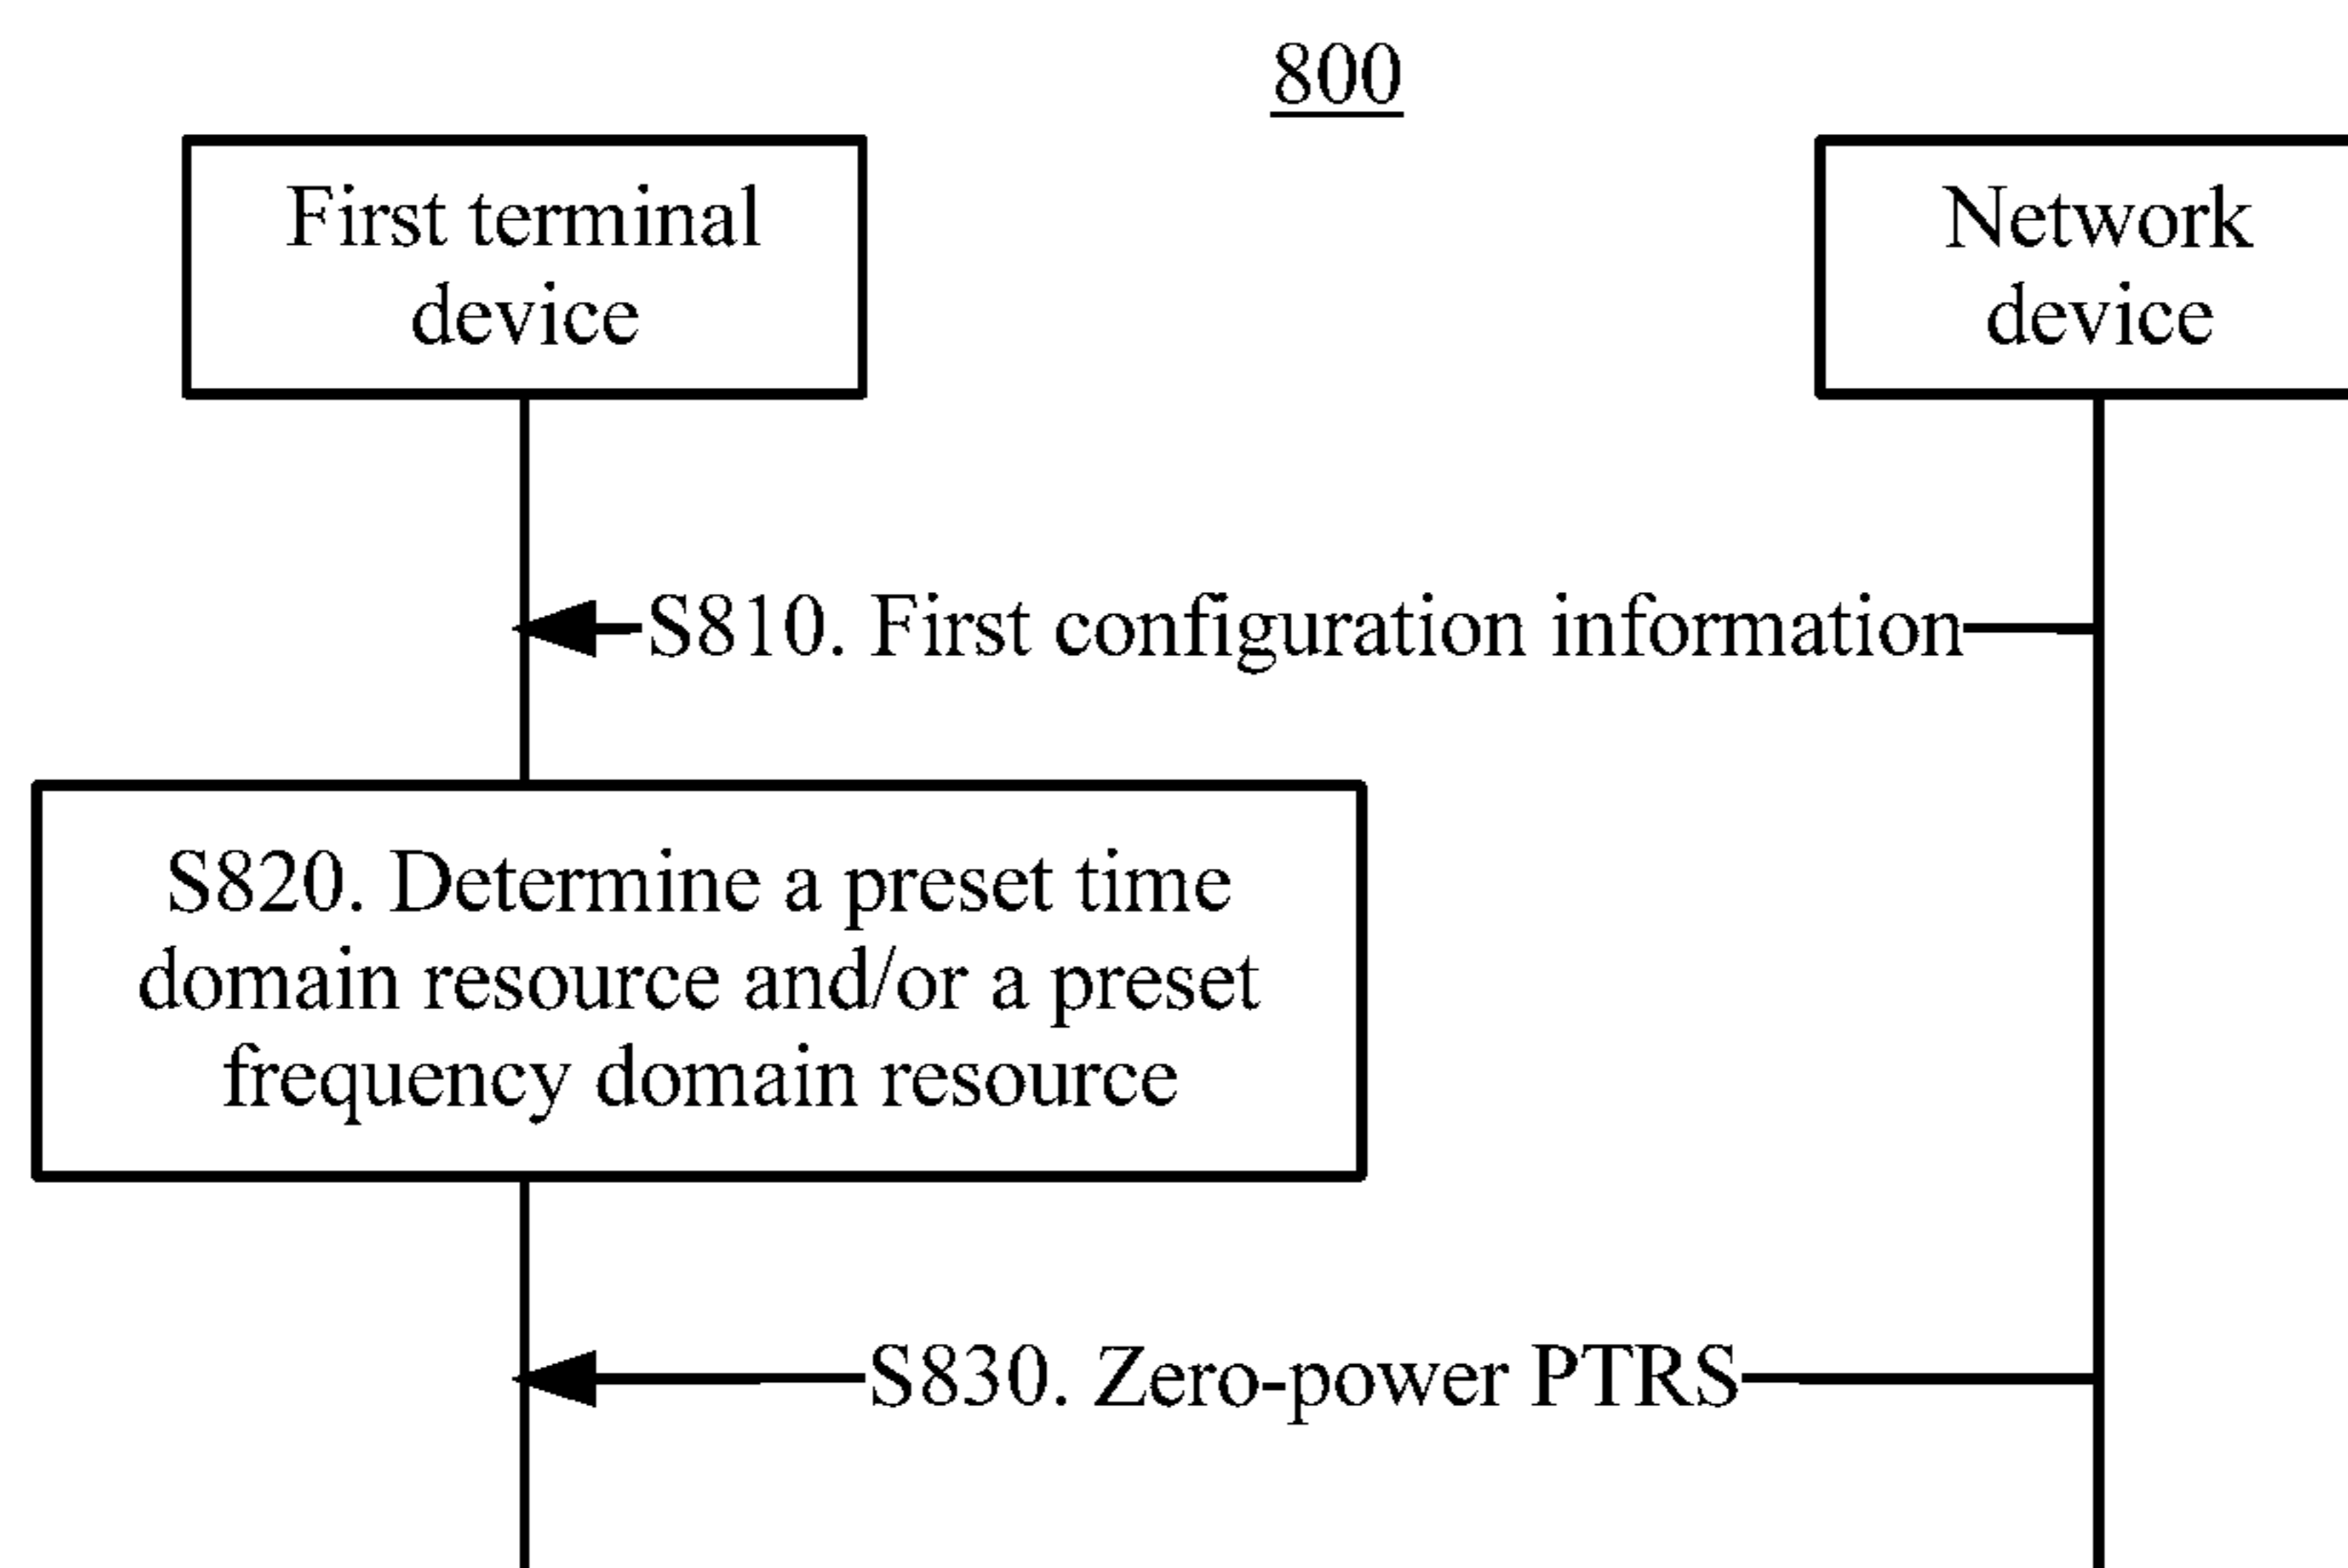 800
First terminal
device
Network
device
S810. First configuration information
S820. Determine a preset time
domain resource and/or a preset
frequency domain resource
S830. Zero-power PTRS